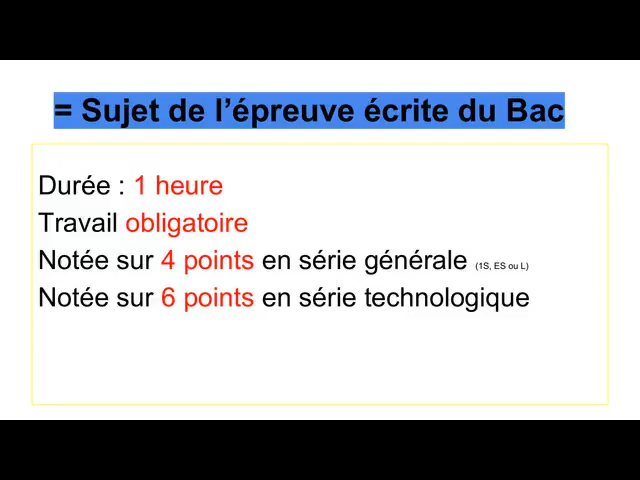 = Sujet de l’épreuve écrite du Bac
Durée : 1 heure
Travail obligatoire
Notée sur 4 points en série générale (1S, ES ou L)
Notée sur 6 points en série technologique